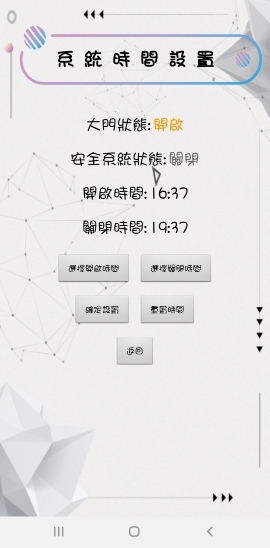 系統時間設置
大門狀態:開啟
安全系統狀態:關閉
開啟時間:16:37
關閉時間:19:37
選擇開啟時間 選擇關閉時間
確定設置 重置時間
返回